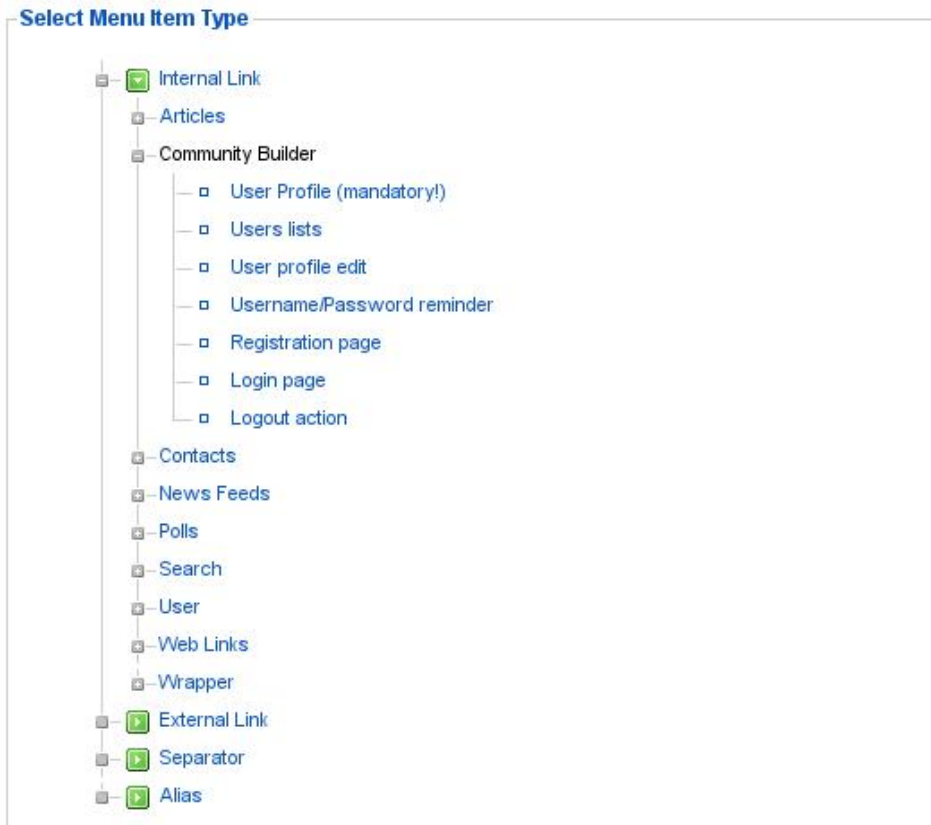 Select Menu Item Type
Internal Link
Articles
Community Builder
User Profile (mandatory!)
Users lists
User profile edit
Username/Password reminder
Registration page
Login page
Logout action
Contacts
News Feeds
Polls
Search
User
Web Links
Wrapper
External Link
Separator
Alias